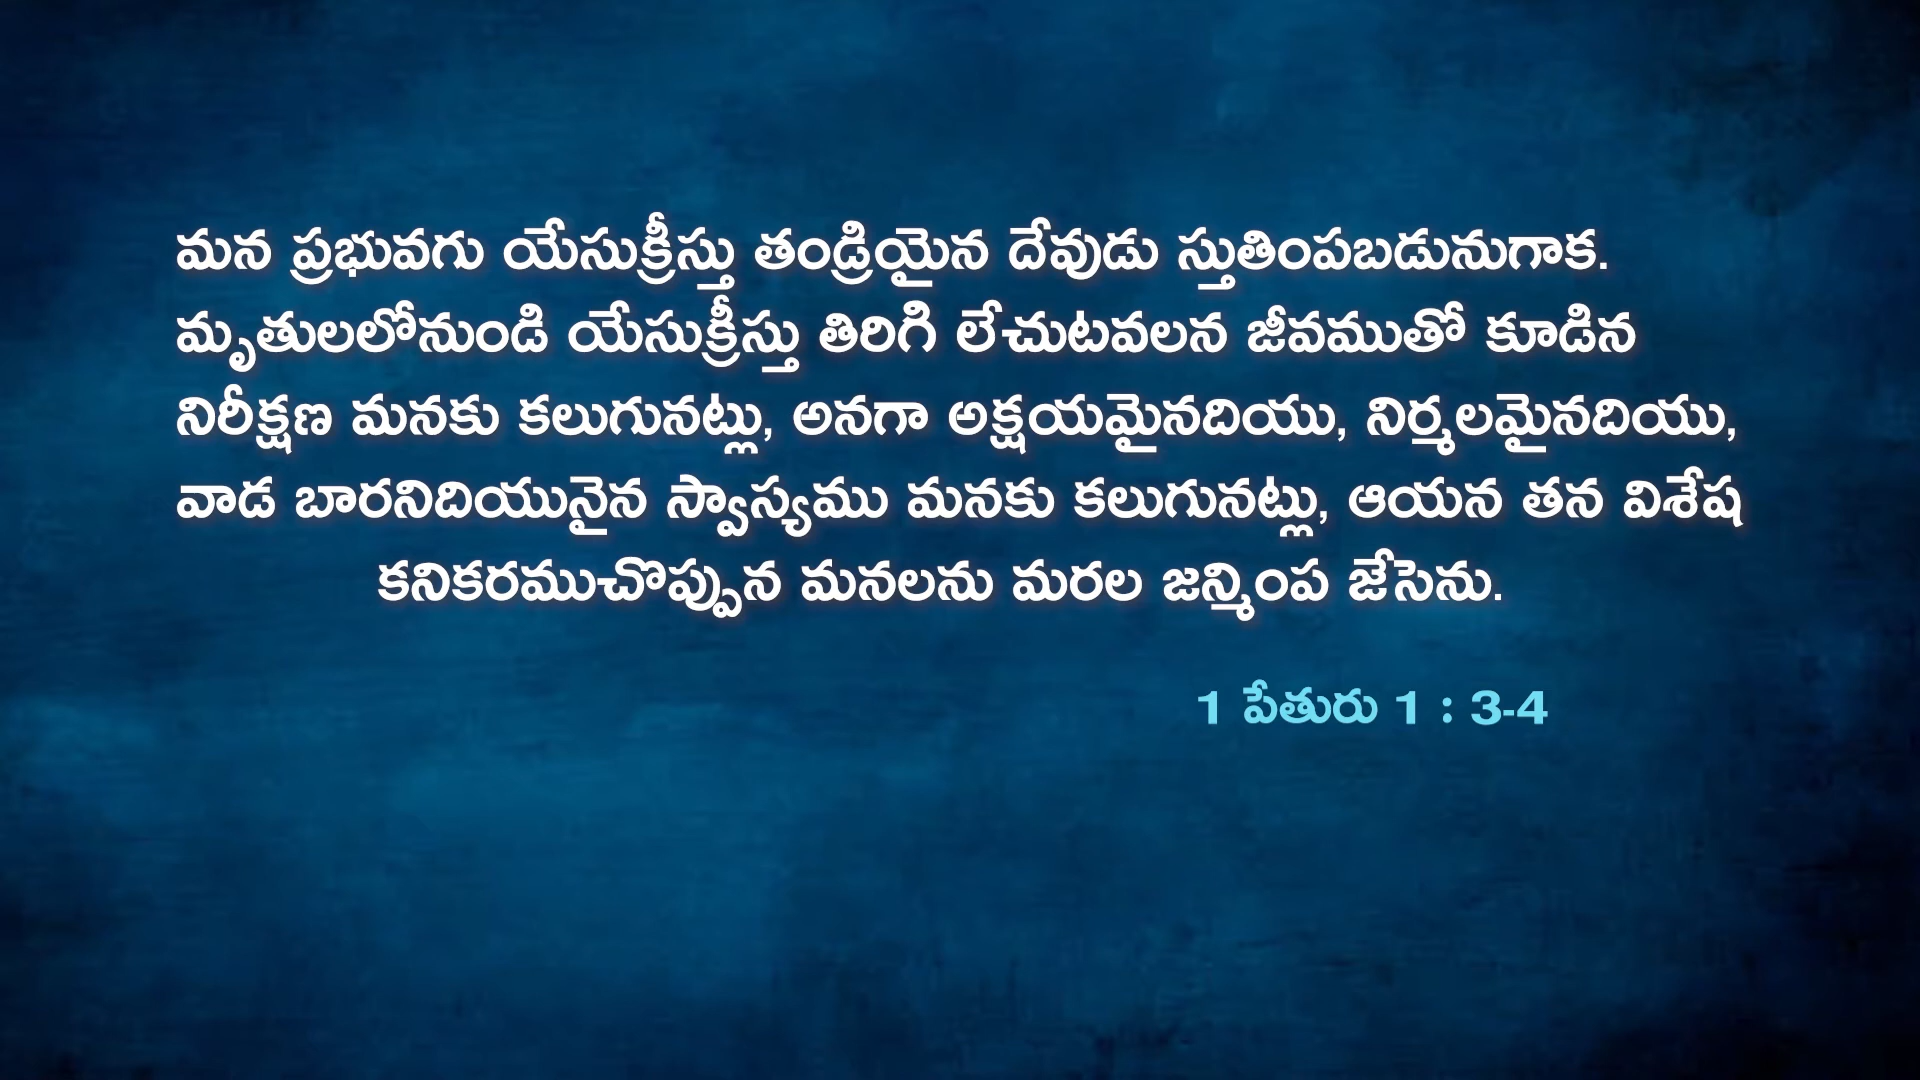 మన ప్రభువగు యేసుక్రీస్తు తండ్రియైన దేవుడు స్తుతింపబడునుగాక.
మృతులలోనుండి యేసుక్రీస్తు తిరిగి లేచుటవలన జీవముతో కూడిన
నిరీక్షణ మనకు కలుగునట్లు, అనగా అక్షయమైనదియు, నిర్మలమైనదియు,
వాడ బారనిదియునైన స్వాస్యము మనకు కలుగునట్లు, ఆయన తన విశేష
కనికరముచొప్పున మనలను మరల జన్మింప జేసెను.
1 పేతురు 1 : 3-4